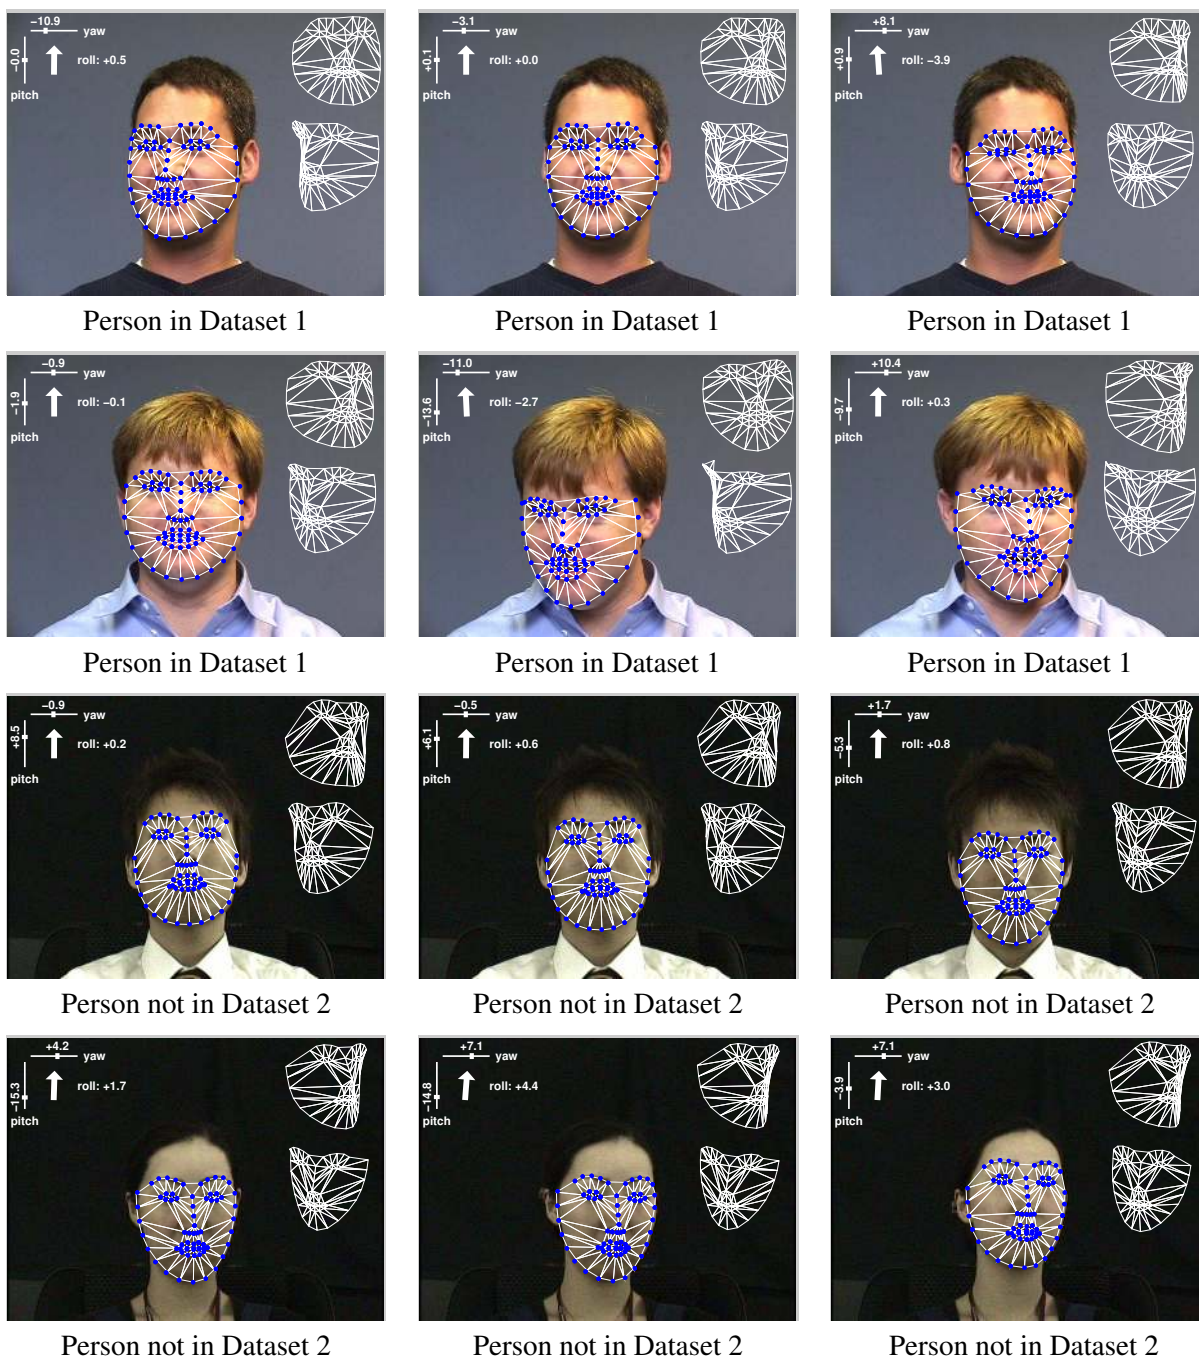 −10.9 yaw
−0.0 roll: +0.5
pitch
−3.1 yaw
+0.1 roll: +0.0
pitch
+8.1 yaw
+0.9 roll: −3.9
pitch
Person in Dataset 1
Person in Dataset 1
Person in Dataset 1
−0.9 yaw
−1.9 roll: −0.1
pitch
−11.0 yaw
−13.6 roll: −2.7
pitch
+10.4 yaw
−9.7 roll: +0.3
pitch
Person in Dataset 1
Person in Dataset 1
Person in Dataset 1
−0.9 yaw
+8.5 roll: +0.2
pitch
−0.5 yaw
+6.1 roll: +0.6
pitch
+1.7 yaw
−5.3 roll: +0.8
pitch
Person not in Dataset 2
Person not in Dataset 2
Person not in Dataset 2
+4.2 yaw
−15.3 roll: +1.7
pitch
+7.1 yaw
−14.8 roll: +4.4
pitch
+7.1 yaw
−3.9 roll: +3.0
pitch
Person not in Dataset 2
Person not in Dataset 2
Person not in Dataset 2